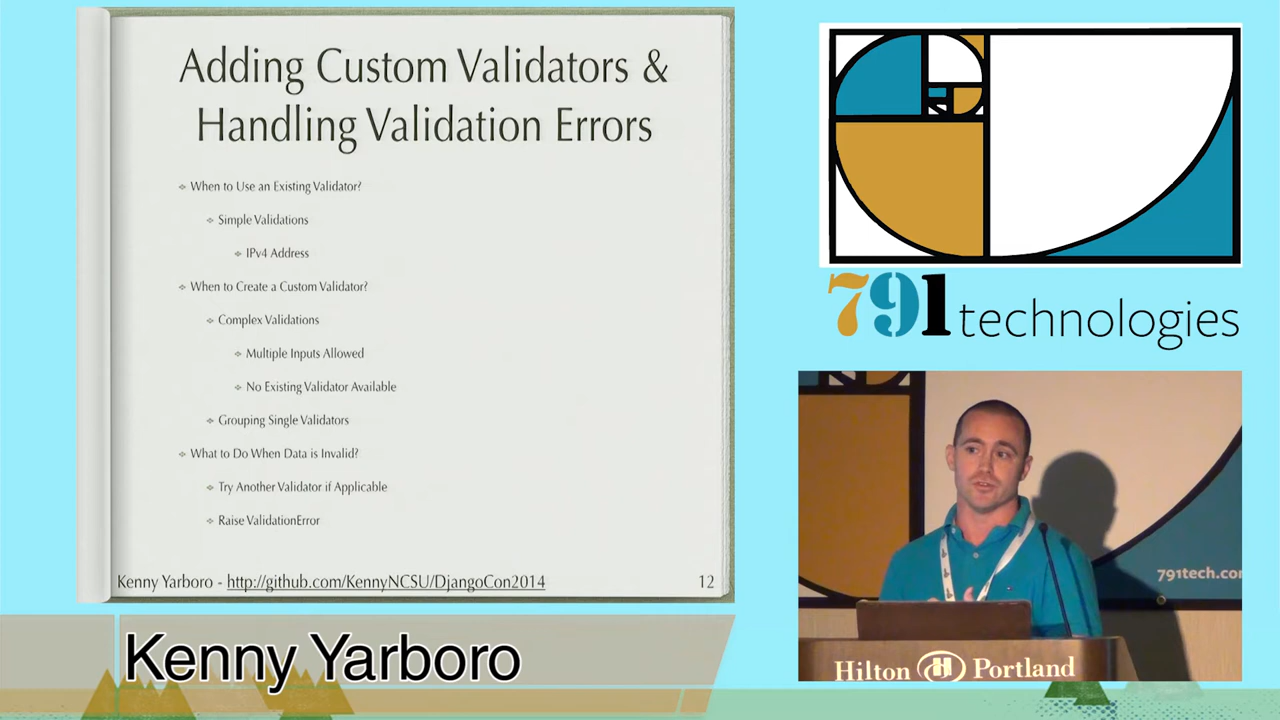 Adding Custom Validators &
Handling Validation Errors
When to Use an Existing Validator?
Simple Validations
IPv4 Address
When to Create a Custom Validator?
Complex Validations
Multiple Inputs Allowed
No Existing Validator Available
Grouping Single Validators
What to Do When Data is Invalid?
Try Another Validator if Applicable
Raise ValidationError
Kenny Yarboro - http://github.com/KennyNCSU/DjangoCon2014 12
Kenny Yarboro
791 technologies
791tech.com
Hilton H Portland